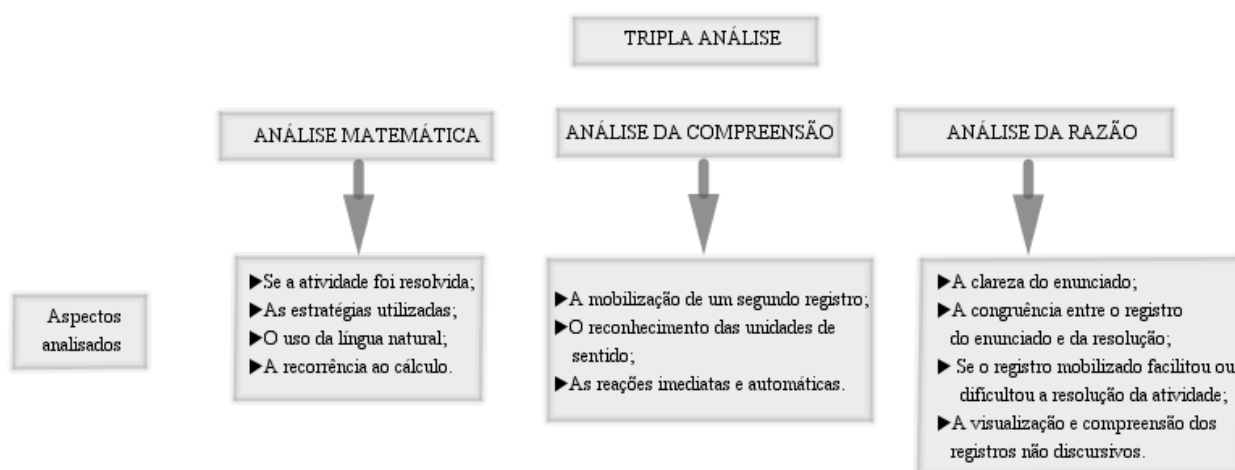 TRIPLA ANÁLISE
ANÁLISE MATEMÁTICA
ANÁLISE DA COMPREENSÃO
ANÁLISE DA RAZÃO
Aspectos
analisados
►Se a atividade foi resolvida;
►As estratégias utilizadas;
►O uso da língua natural;
►A recorrência ao cálculo.
►A mobilização de um segundo registro;
►O reconhecimento das unidades de
sentido;
►As reações imediatas e automáticas.
►A clareza do enunciado;
►A congruência entre o registro
do enunciado e da resolução;
► Se o registro mobilizado facilitou ou
dificultou a resolução da atividade;
►A visualização e compreensão dos
registros não discursivos.